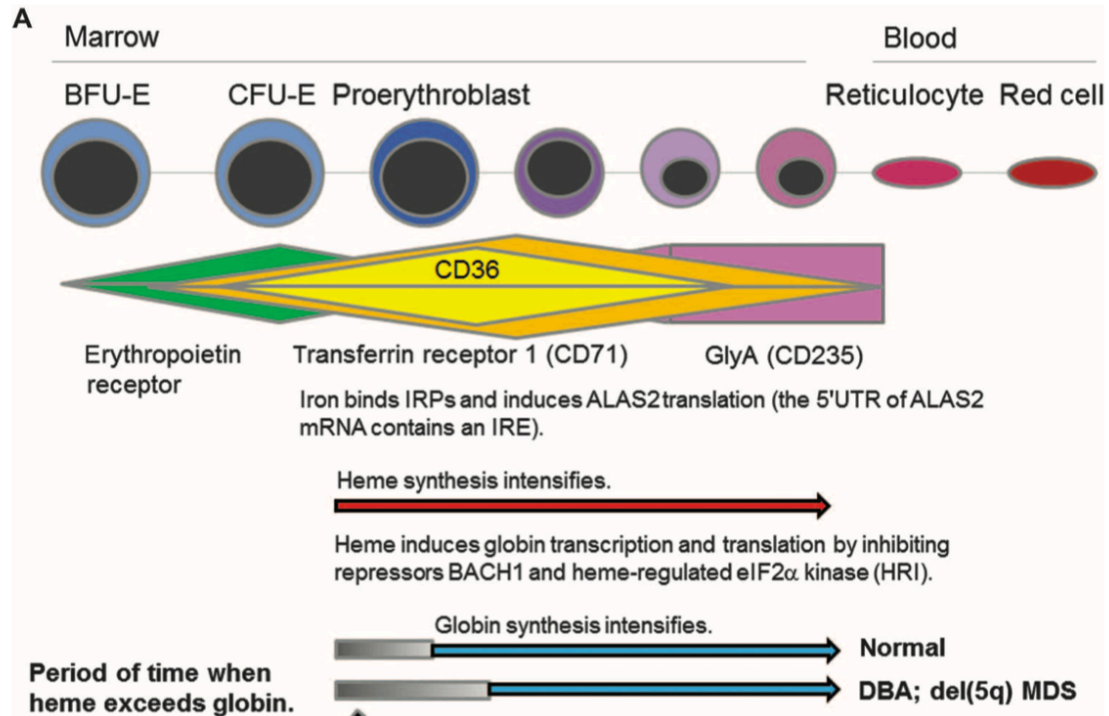 A
Marrow
Blood
BFU-E
CFU-E
Proerythroblast
Reticulocyte
Red cell
CD36
Erythropoietin
receptor
Transferrin receptor 1 (CD71)
GlyA (CD235)
Iron binds IRPs and induces ALAS2 translation (the 5'UTR of ALAS2
mRNA contains an IRE).
Heme synthesis intensifies.
Heme induces globin transcription and translation by inhibiting
repressors BACH1 and heme-regulated eIF2α kinase (HRI).
Globin synthesis intensifies.
Normal
Period of time when
heme exceeds globin.
DBA; del(5q) MDS